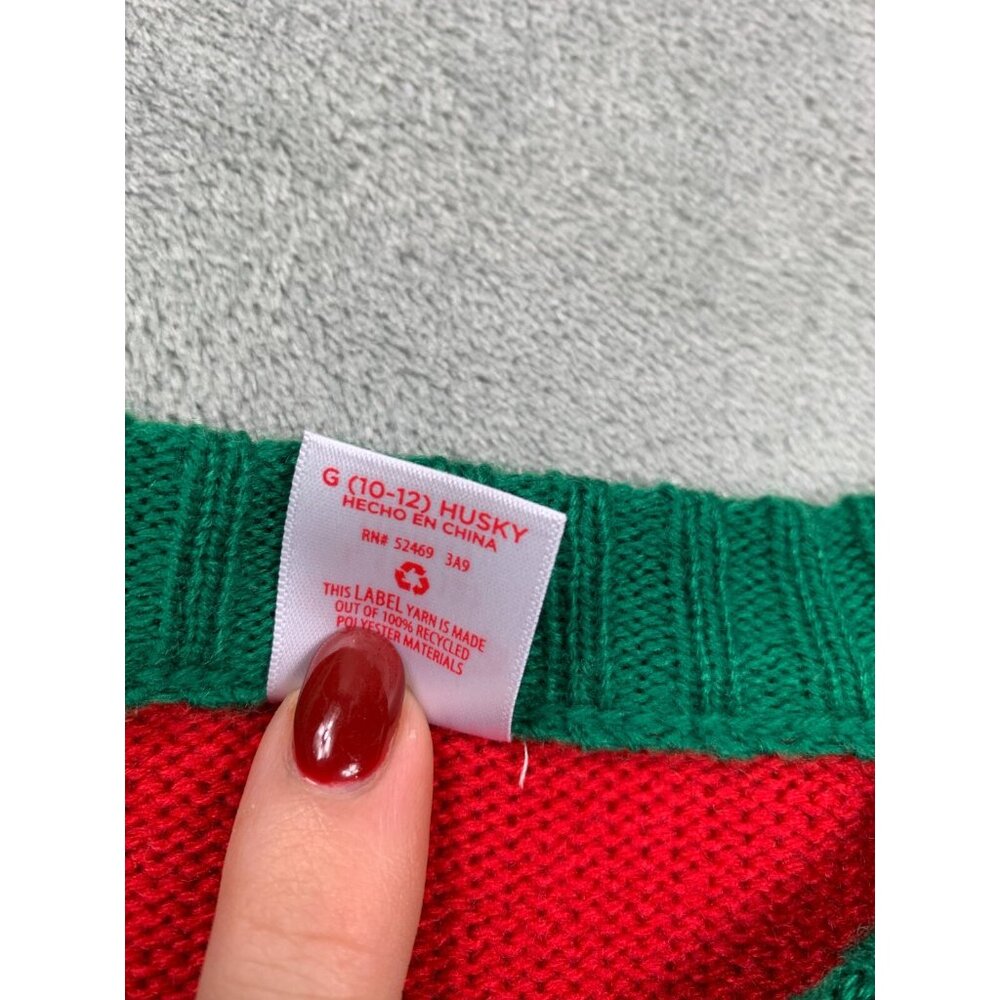 G (10-12) HUSKY
HECHO EN CHINA
RN# 52469 3A9
THIS LABEL YARN IS MADE
OUT OF 100% RECYCLED
POLYESTER MATERIALS